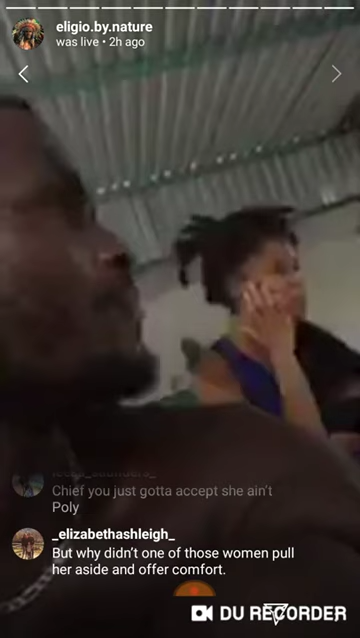 eligio.by.nature
was live • 2h ago
Chief you just gotta accept she ain't
Poly
_elizabethashleigh_
But why didn't one of those women pull
her aside and offer comfort.
DU RECORDER